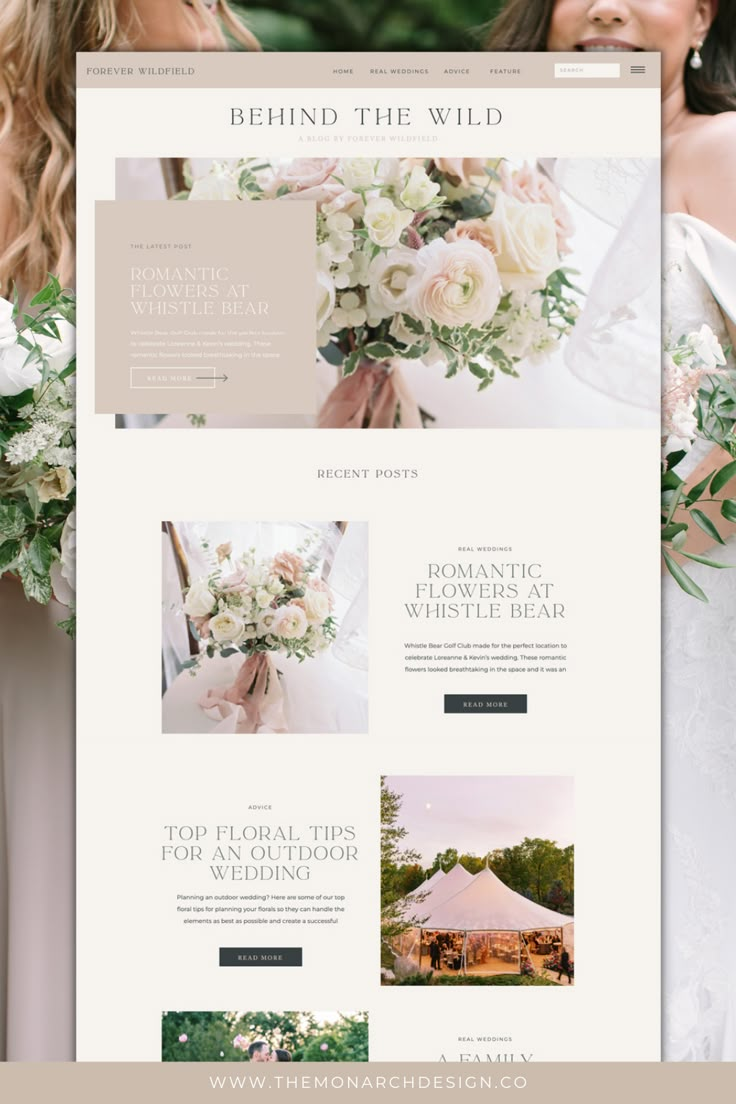 FOREVER WILDFIELD
HOME REAL WEDDINGS ADVICE FEATURE SEARCH
BEHIND THE WILD
A BLOG BY FOREVER WILDFIELD
THE LATEST POST
ROMANTIC
FLOWERS AT
WHISTLE BEAR
Whistle Bear Golf Club made for the perfect location
to celebrate Loreanne & Kevin's wedding. These
romantic flowers looked breathtaking in the space
READ MORE
RECENT POSTS
REAL WEDDINGS
ROMANTIC
FLOWERS AT
WHISTLE BEAR
Whistle Bear Golf Club made for the perfect location to
celebrate Loreanne & Kevin's wedding. These romantic
flowers looked breathtaking in the space and it was an
READ MORE
ADVICE
TOP FLORAL TIPS
FOR AN OUTDOOR
WEDDING
Planning an outdoor wedding? Here are some of our top
floral tips for planning your florals so they can handle the
elements as best as possible and create a successful
READ MORE
REAL WEDDINGS
A FAMILY
WWW.THEMONARCHDESIGN.CO